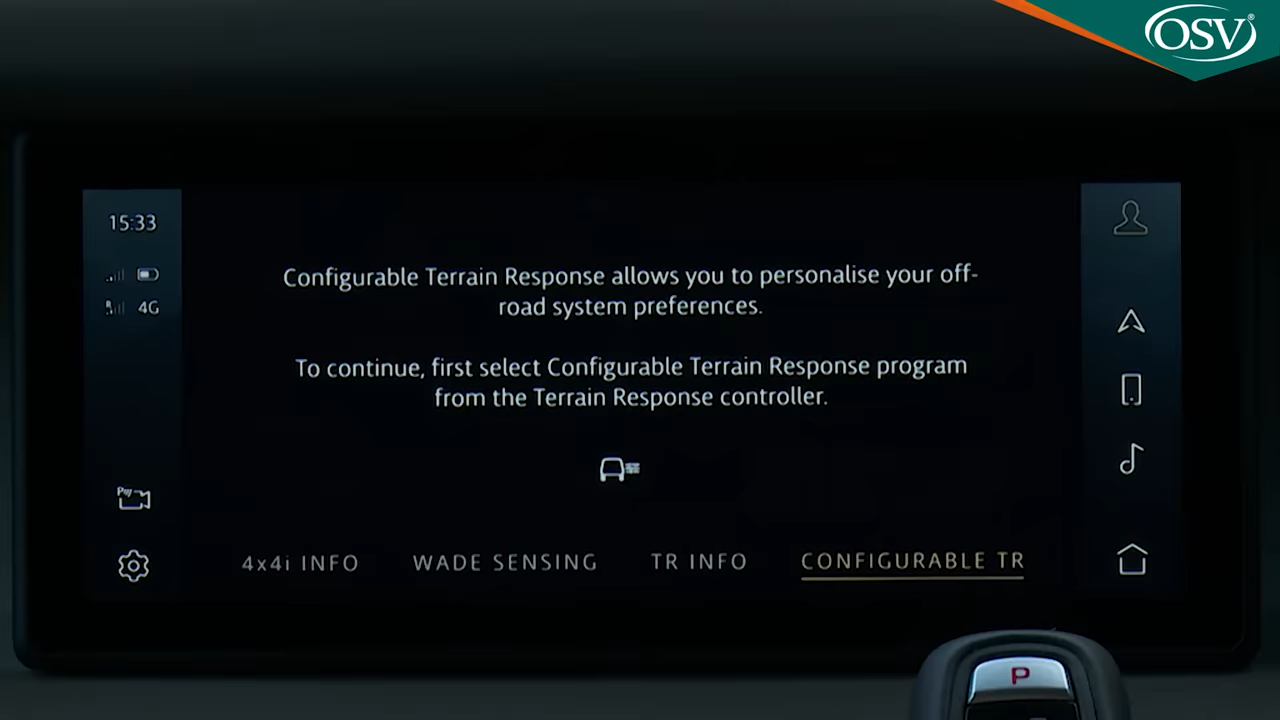 OSV®
15:33
4G
Configurable Terrain Response allows you to personalise your off-
road system preferences.
To continue, first select Configurable Terrain Response program
from the Terrain Response controller.
4x4i INFO
WADE SENSING
TR INFO
CONFIGURABLE TR
P